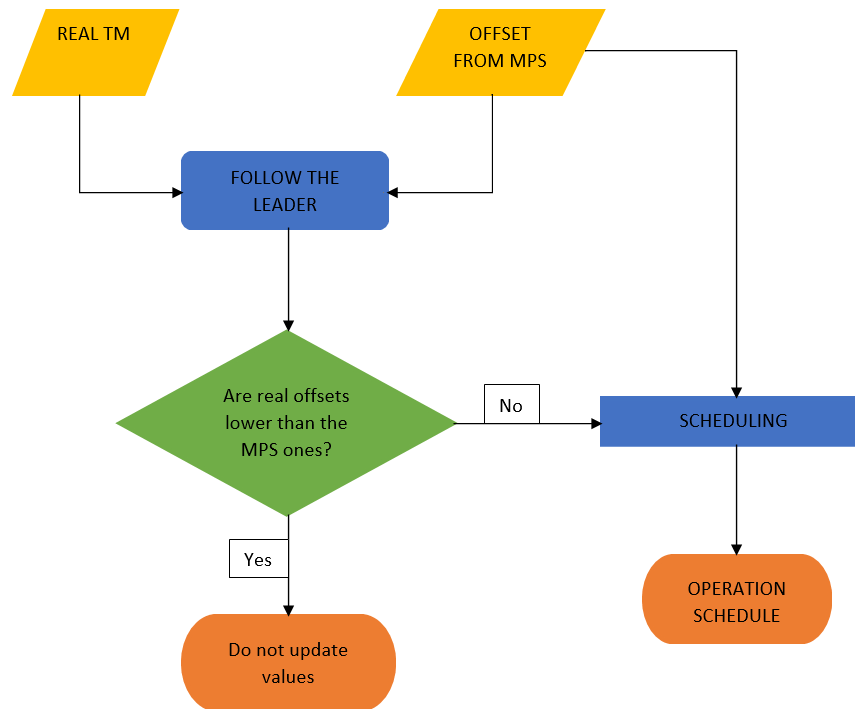 REAL TM
OFFSET
FROM MPS
FOLLOW THE
LEADER
Are real offsets
lower than the
MPS ones?
No
SCHEDULING
Yes
OPERATION
SCHEDULE
Do not update
values